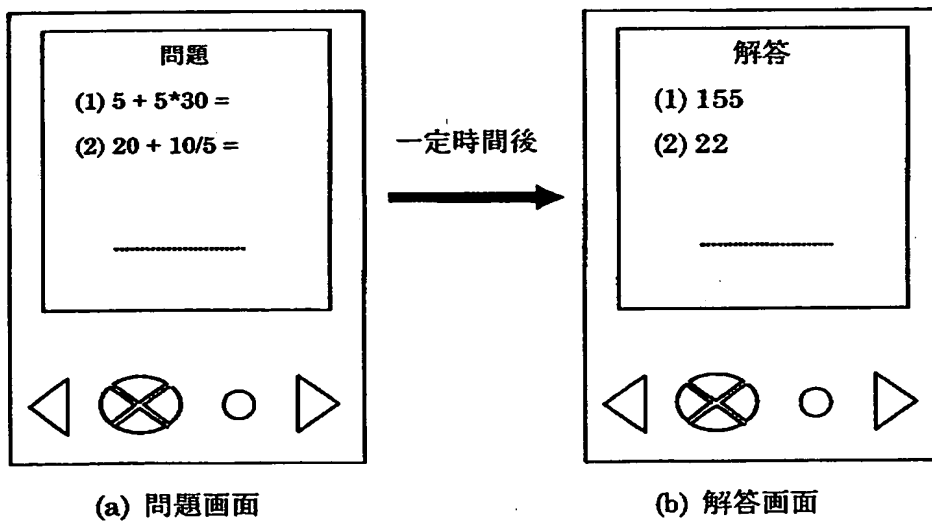 問題
(1) 5 + 5*30 =
(2) 20 + 10/5 =
一定時間後
解答
(1) 155
(2) 22
(a) 問題画面
(b) 解答画面